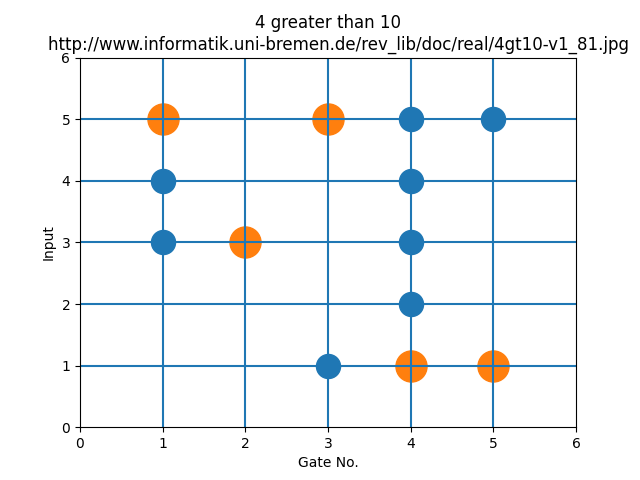 4 greater than 10
http://www.informatik.uni-bremen.de/rev_lib/doc/real/4gt10-v1_81.jpg
6
5
4
3
2
1
0
Input
0 1 2 3 4 5 6
Gate No.